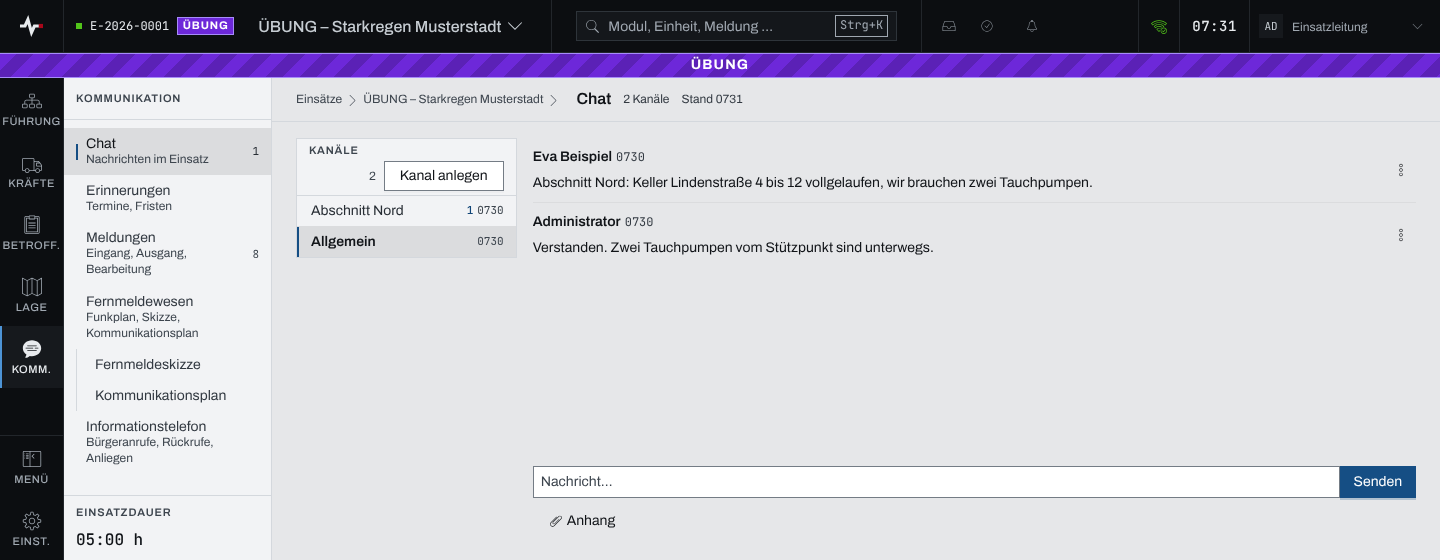 E-2026-0001 ÜBUNG ÜBUNG – Starkregen Musterstadt Modul, Einheit, Meldung ... Strg+K 07:31 AD Einsatzleitung
ÜBUNG
FÜHRUNG
KRÄFTE
BETROFF.
LAGE
KOMM.
MENÜ
EINST.
KOMMUNIKATION
Chat
Nachrichten im Einsatz 1
Erinnerungen
Termine, Fristen
Meldungen
Eingang, Ausgang,
Bearbeitung 8
Fernmeldewesen
Funkplan, Skizze,
Kommunikationsplan
Fernmeldeskizze
Kommunikationsplan
Informationstelefon
Bürgeranrufe, Rückrufe,
Anliegen
EINSATZDAUER
05:00 h
Einsätze ÜBUNG – Starkregen Musterstadt Chat 2 Kanäle Stand 0731
KANÄLE
2 Kanal anlegen
Abschnitt Nord 1 0730
Allgemein 0730
Eva Beispiel 0730
Abschnitt Nord: Keller Lindenstraße 4 bis 12 vollgelaufen, wir brauchen zwei Tauchpumpen.
Administrator 0730
Verstanden. Zwei Tauchpumpen vom Stützpunkt sind unterwegs.
Nachricht... Senden
Anhang